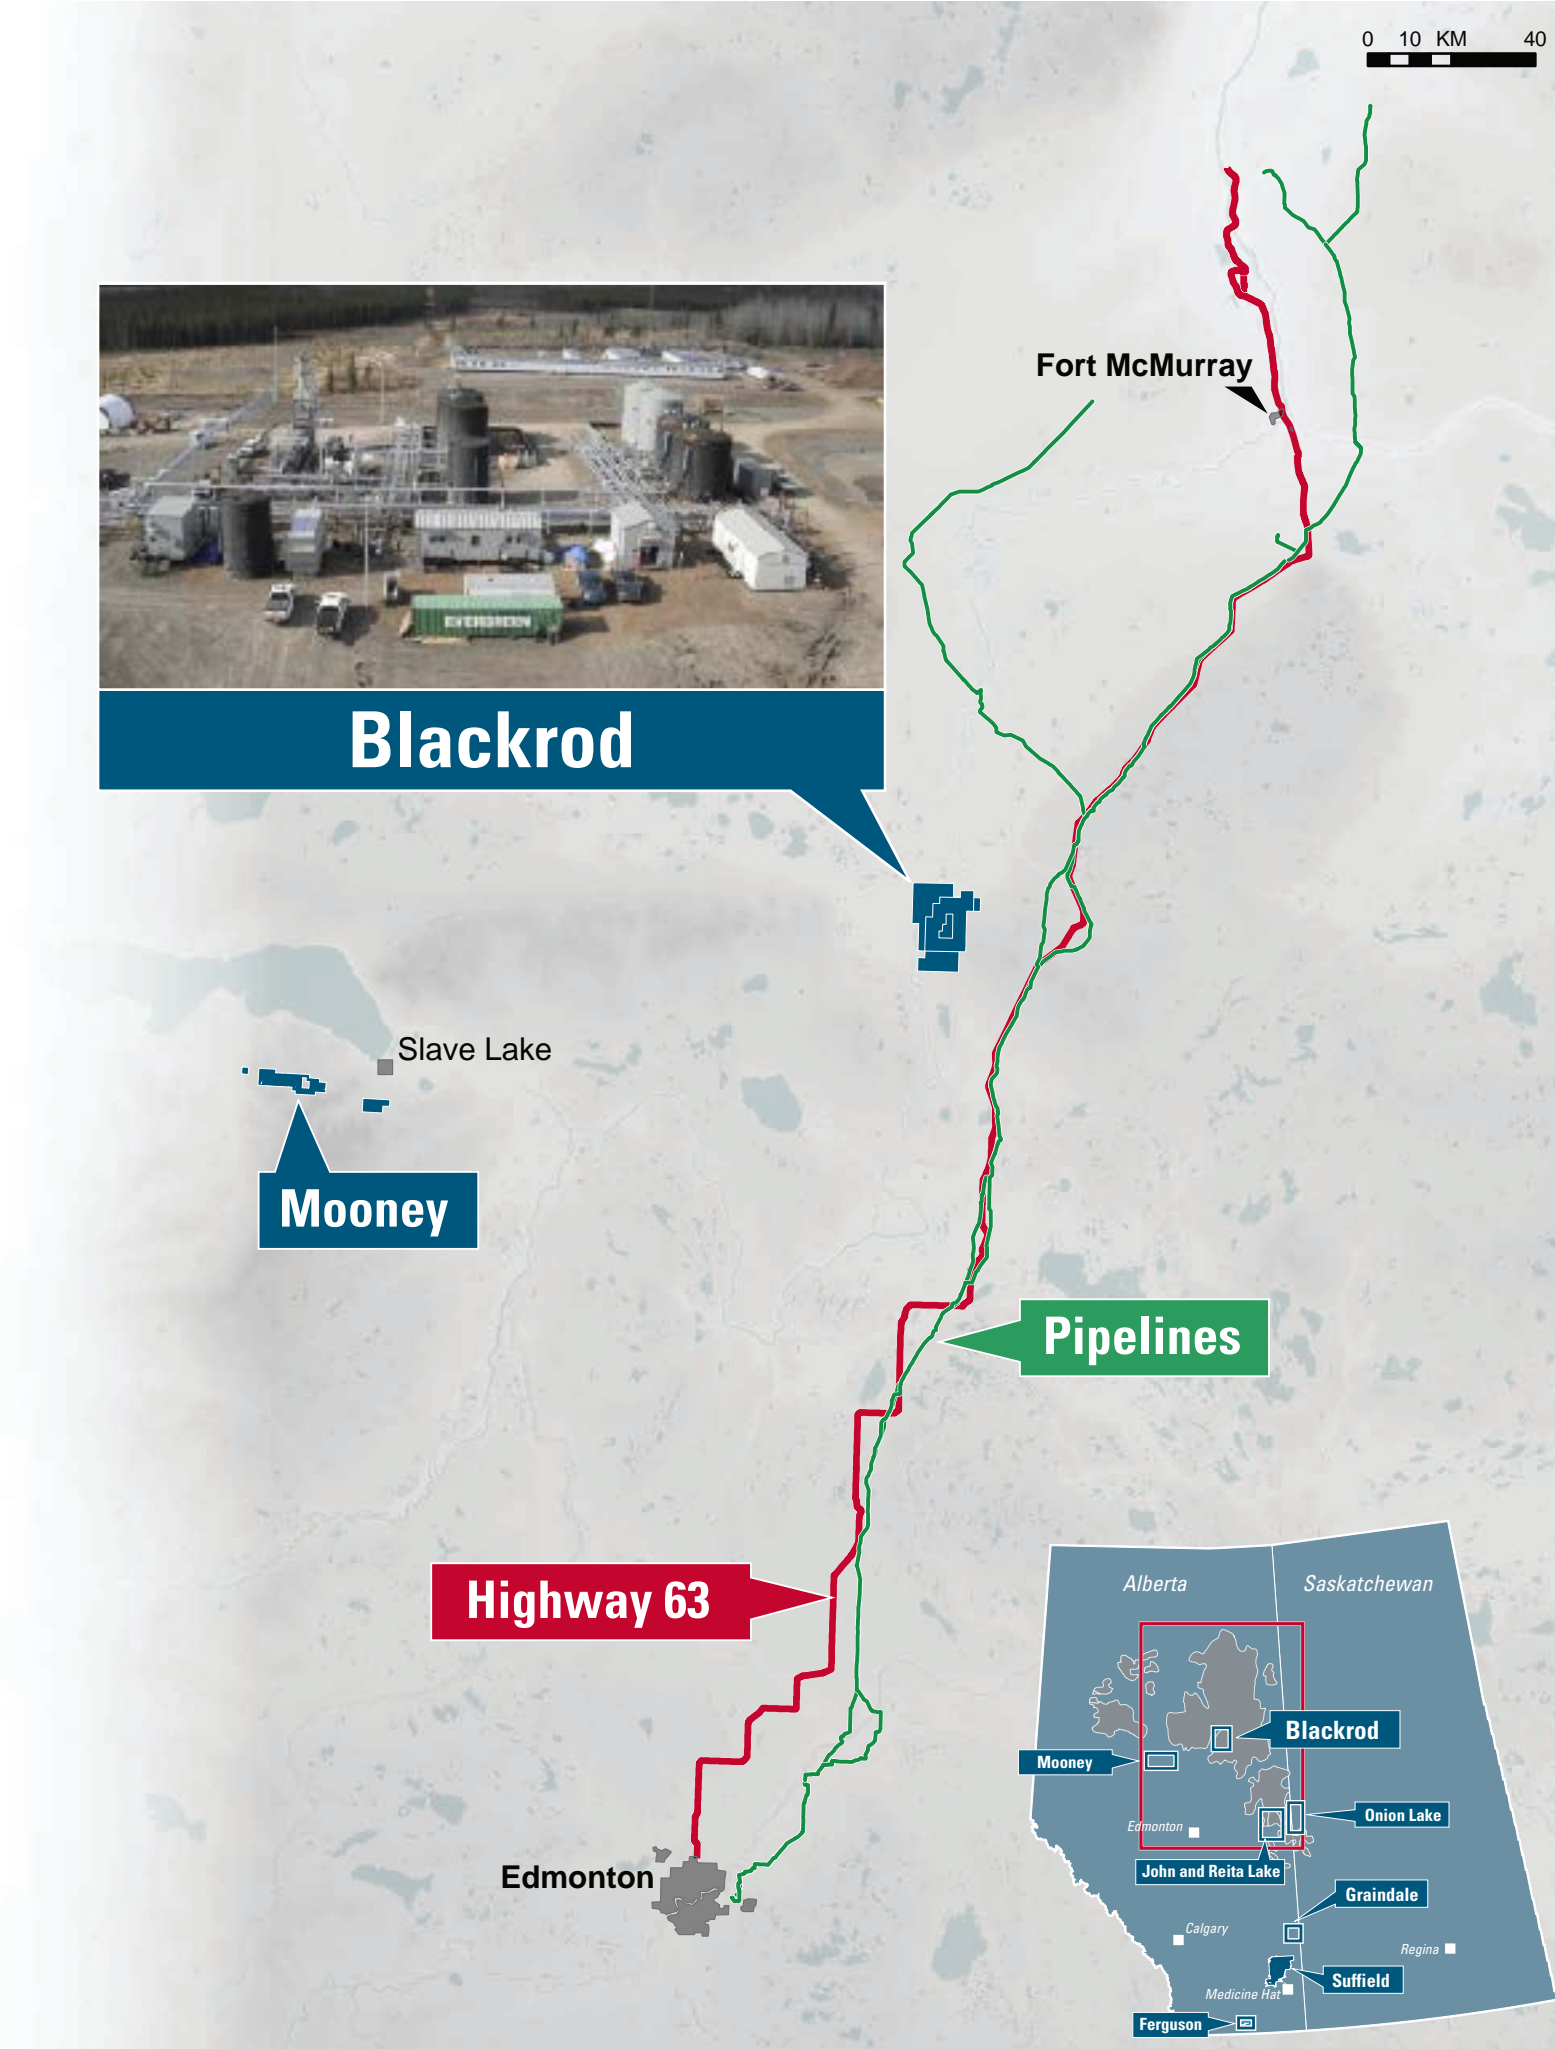 0 10 KM 40
Fort McMurray
Blackrod
Slave Lake
Mooney
Pipelines
Highway 63
Edmonton
Alberta
Saskatchewan
Blackrod
Mooney
Onion Lake
Edmonton
John and Reita Lake
Graindale
Calgary
Regina
Suffield
Medicine Hat
Ferguson